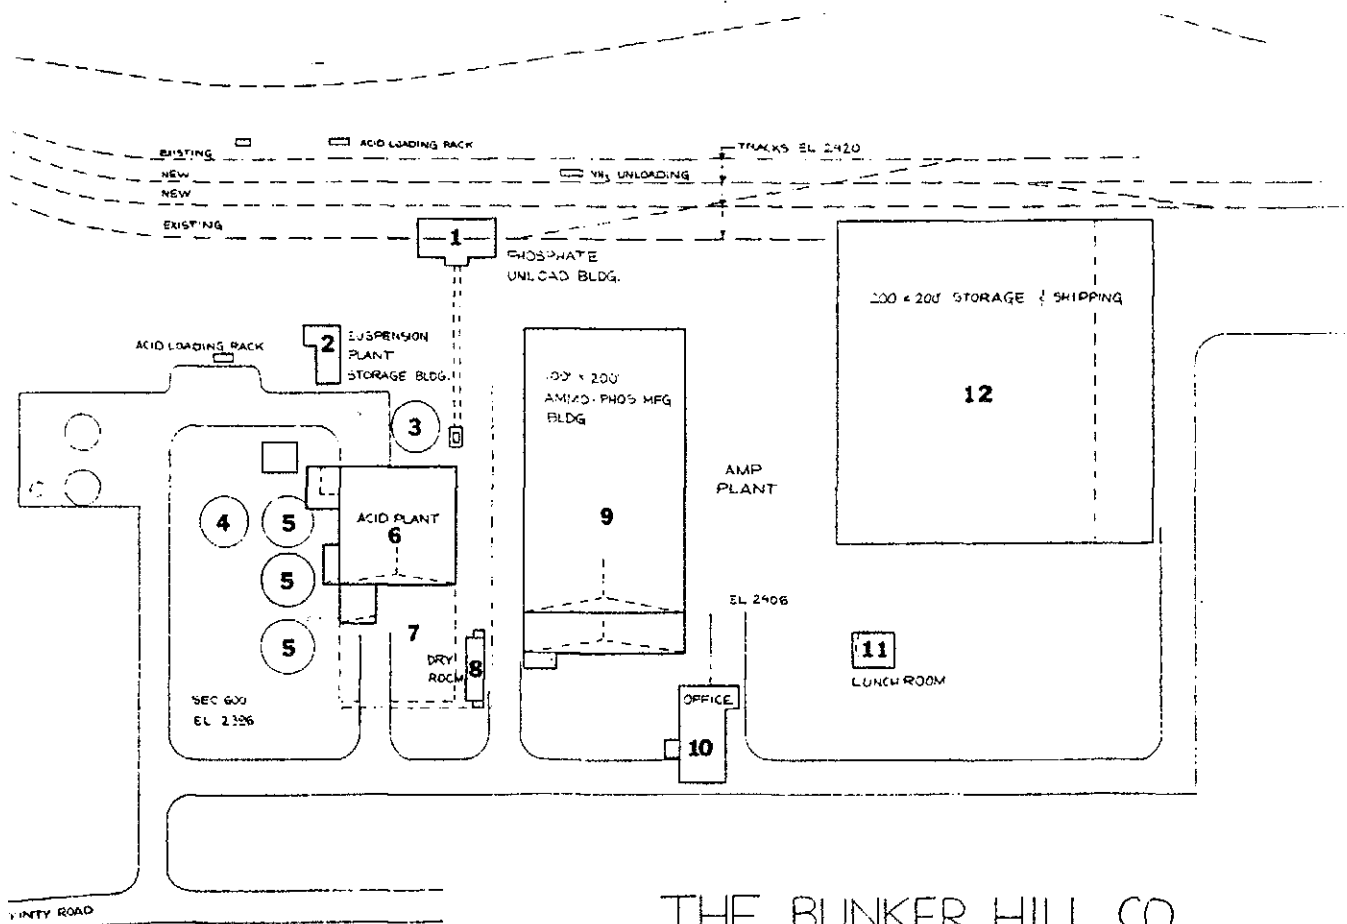 EXISTING
ACID LOADING RACK
TRACKS EL 2420
NEW
NH₃ UNLOADING
NEW
EXISTING
1
PHOSPHATE
UNLOAD BLDG.
200 x 200' STORAGE & SHIPPING
12
ACID LOADING RACK
2
SUSPENSION
PLANT
STORAGE BLDG.
3
100' x 200'
AMMO-PHOS MFG
BLDG
9
AMP
PLANT
4
5
5
5
ACID PLANT
6
7
DRY
ROOM
8
EL 2406
11
LUNCH ROOM
SEC 600
EL 2396
OFFICE
10
ROAD
THE BUNKER HILL CO.